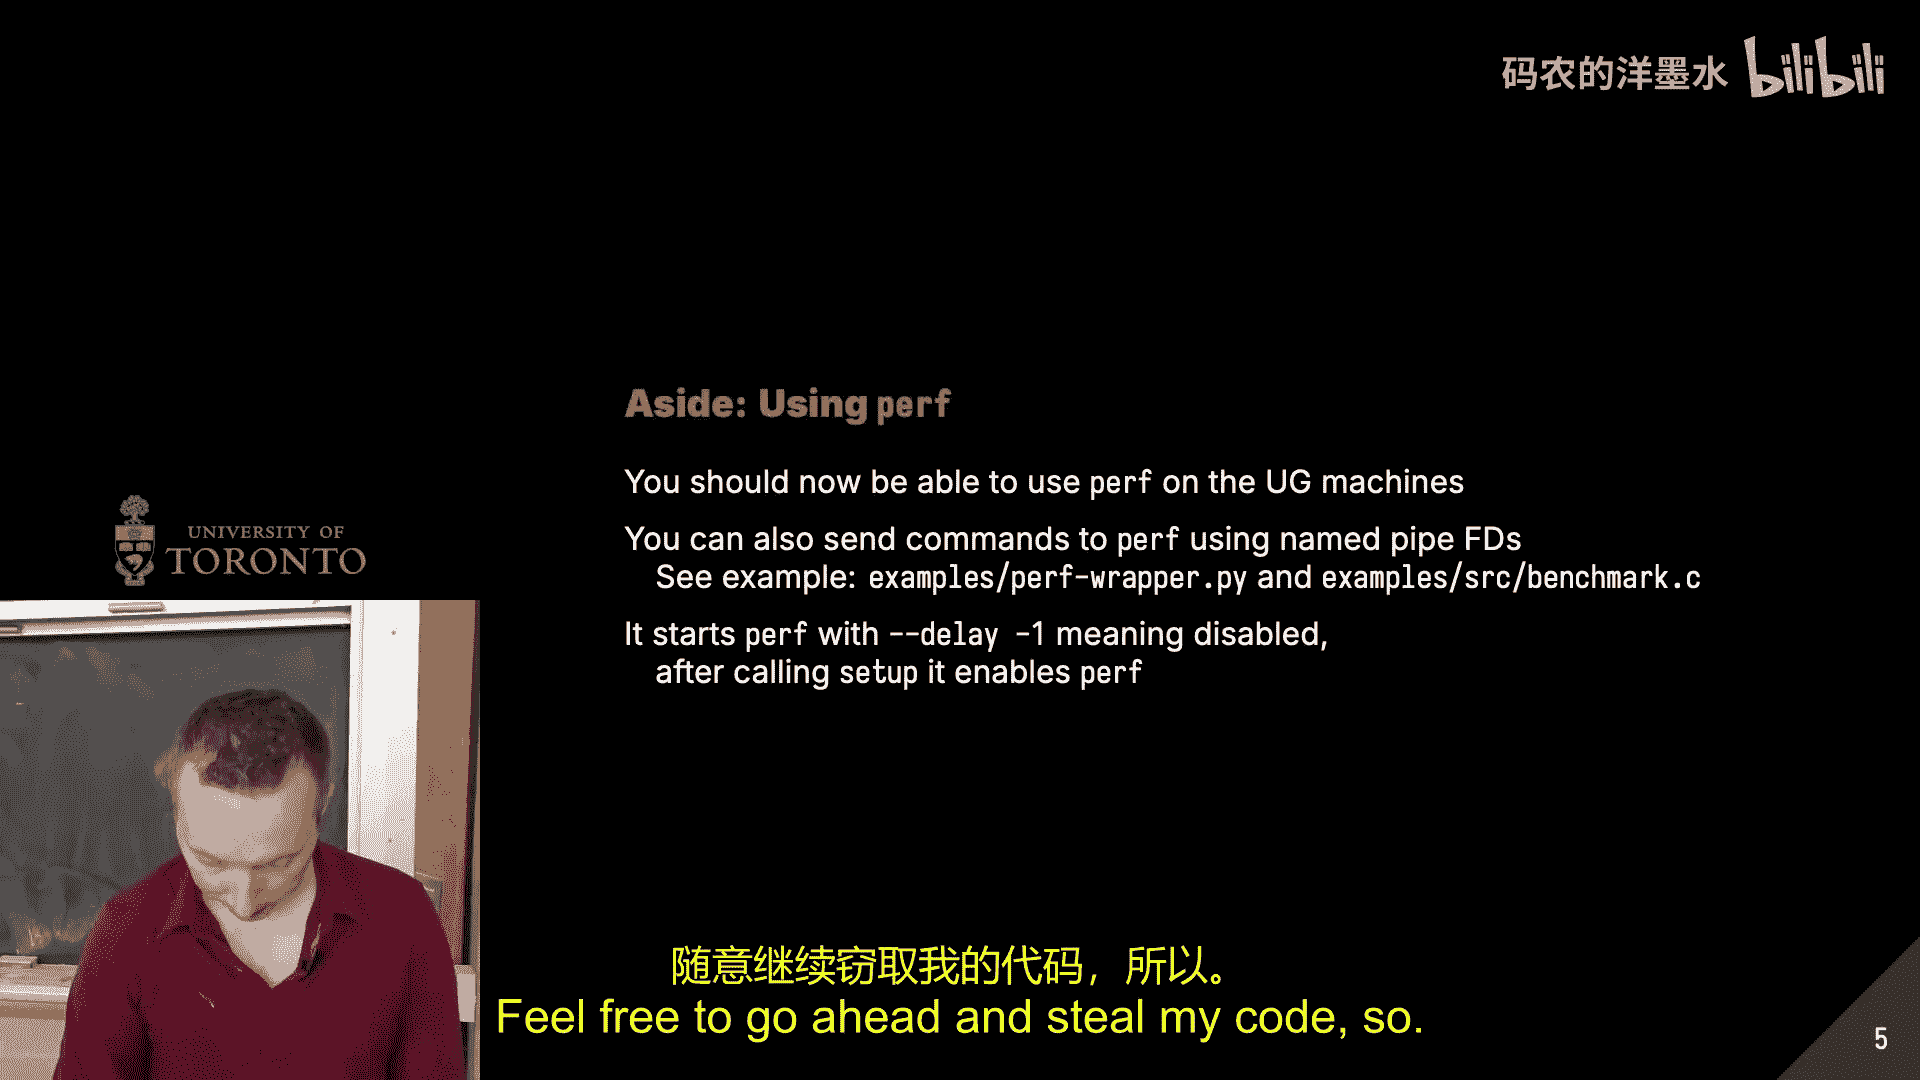 码农的洋墨水 bilibili
Aside: Using perf
You should now be able to use perf on the UG machines
You can also send commands to perf using named pipe FDs
See example: examples/perf-wrapper.py and examples/src/benchmark.c
It starts perf with --delay -1 meaning disabled,
after calling setup it enables perf
UNIVERSITY OF
TORONTO
随意继续窃取我的代码，所以。
Feel free to go ahead and steal my code, so.
5